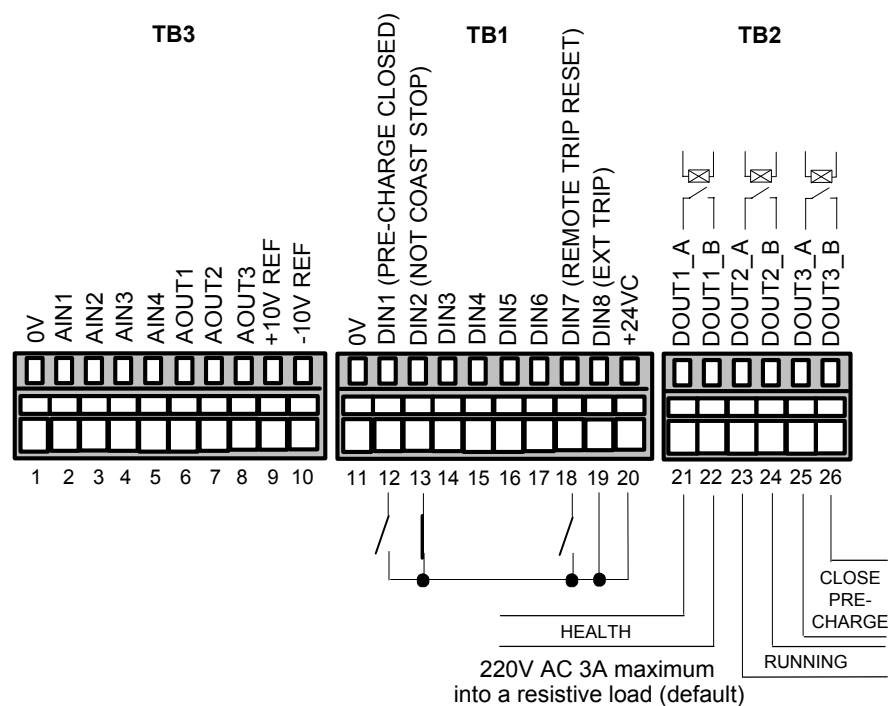 TB3
TB1
TB2
0V
AIN1
AIN2
AIN3
AIN4
AOUT1
AOUT2
AOUT3
+10V REF
-10V REF
0V
DIN1 (PRE-CHARGE CLOSED)
DIN2 (NOT COAST STOP)
DIN3
DIN4
DIN5
DIN6
DIN7 (REMOTE TRIP RESET)
DIN8 (EXT TRIP)
+24VC
DOUT1_A
DOUT1_B
DOUT2_A
DOUT2_B
DOUT3_A
DOUT3_B
1 2 3 4 5 6 7 8 9 10
11 12 13 14 15 16 17 18 19 20
21 22 23 24 25 26
CLOSE
PRE-
CHARGE
HEALTH
RUNNING
220V AC 3A maximum
into a resistive load (default)